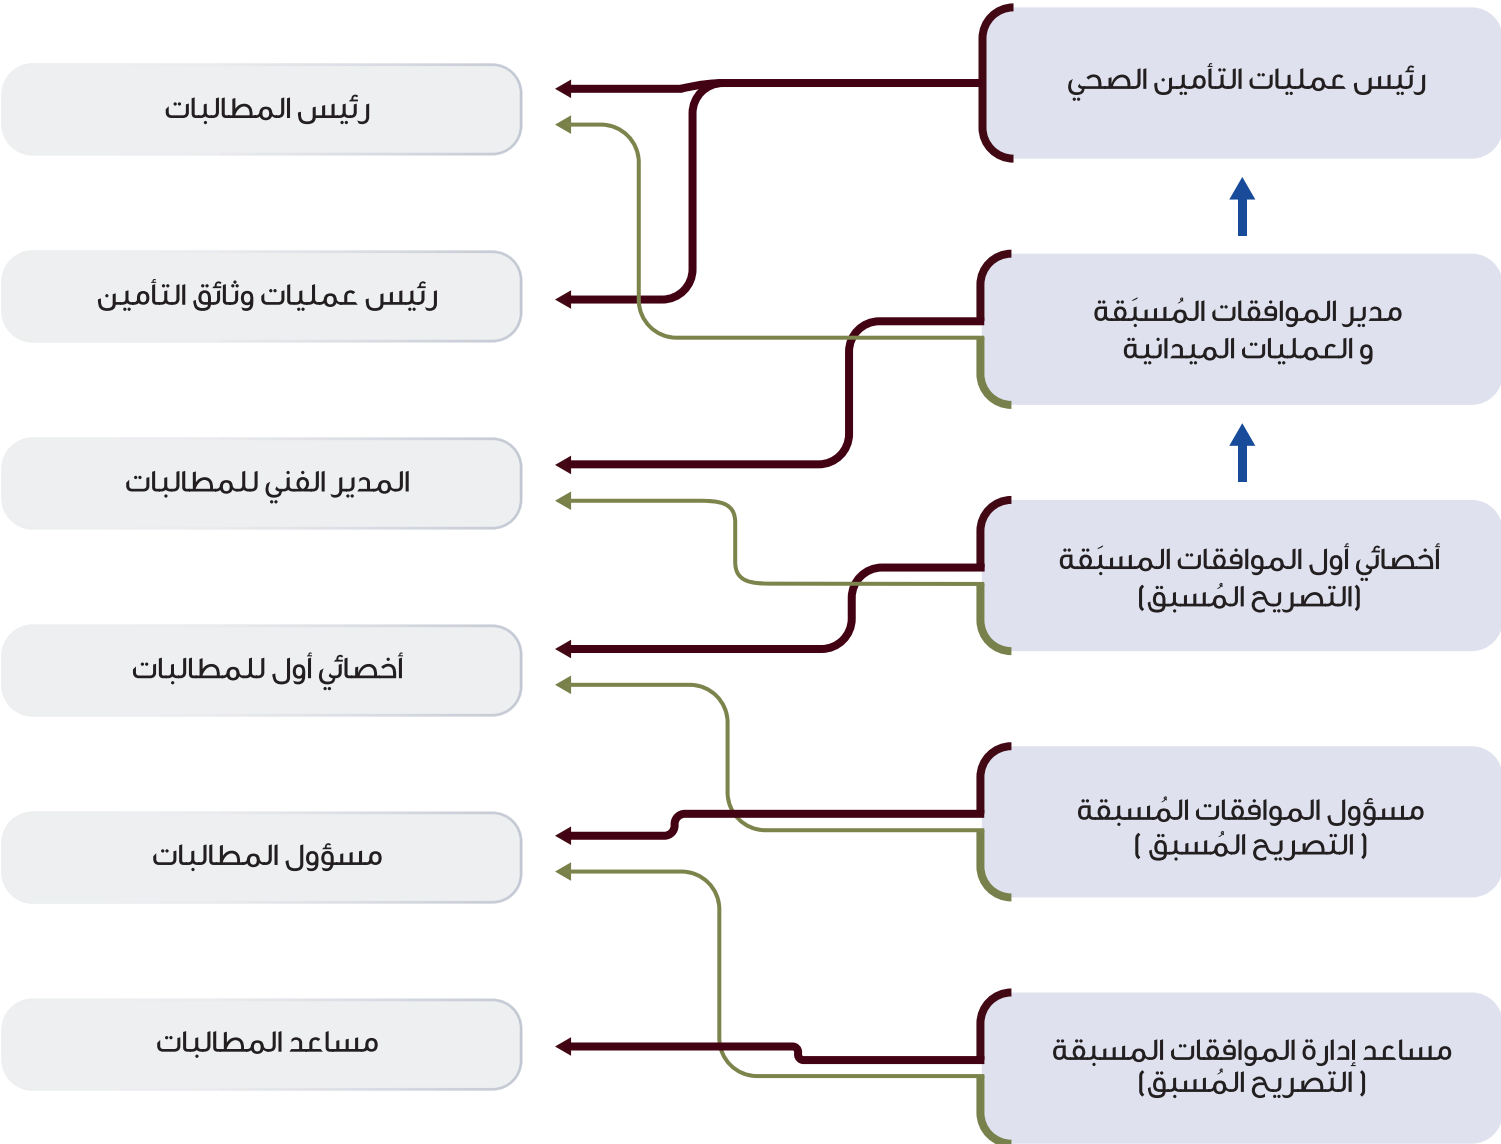 رئيس عمليات التأمين الصحي
مدير الموافقات المُسبَقة
و العمليات الميدانية
أخصائي أول الموافقات المسبَقة
(التصريح المُسبق)
مسؤول الموافقات المُسبقة
( التصريح المُسبق )
مساعد إدارة الموافقات المسبقة
( التصريح المُسبق)
رئيس المطالبات
رئيس عمليات وثائق التأمين
المدير الفني للمطالبات
أخصائي أول للمطالبات
مسؤول المطالبات
مساعد المطالبات